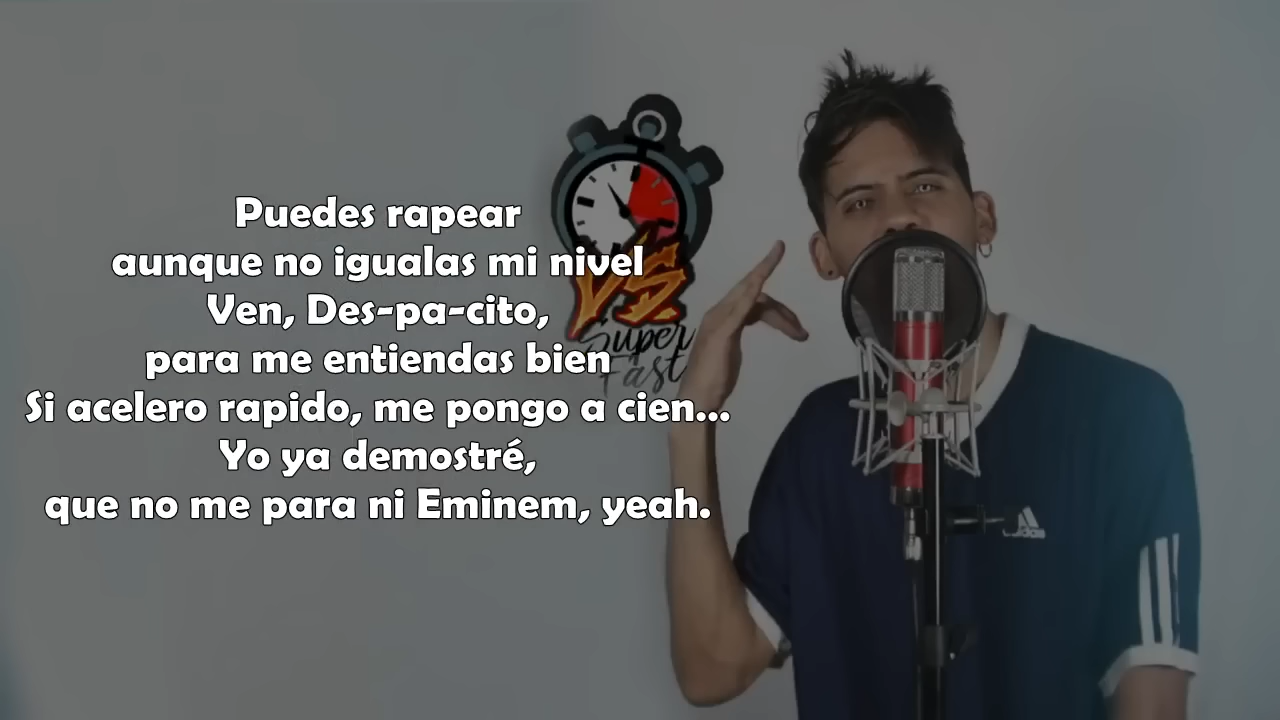 Puedes rapear
aunque no igualas mi nivel
Ven, Des-pa-cito,
para me entiendas bien
Si acelero rapido, me pongo a cien...
Yo ya demostré,
que no me para ni Eminem, yeah.
VS.
Super
Fast
adidas